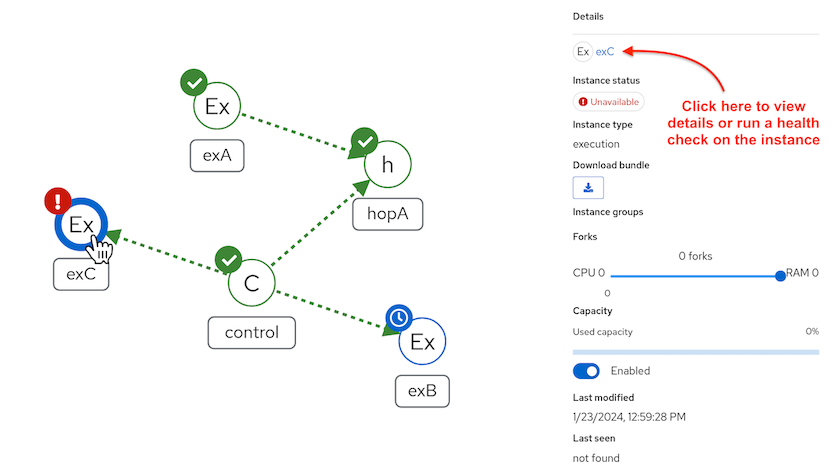 Ex
exA
h
hopA
!
Ex
exC
C
control
Ex
exB
Details
Ex exC
Instance status
! Unavailable
Instance type
execution
Download bundle
Instance groups
Forks
0 forks
CPU 0
RAM 0
0
Capacity
Used capacity 0%
Enabled
Last modified
1/23/2024, 12:59:28 PM
Last seen
not found
Click here to view
details or run a health
check on the instance